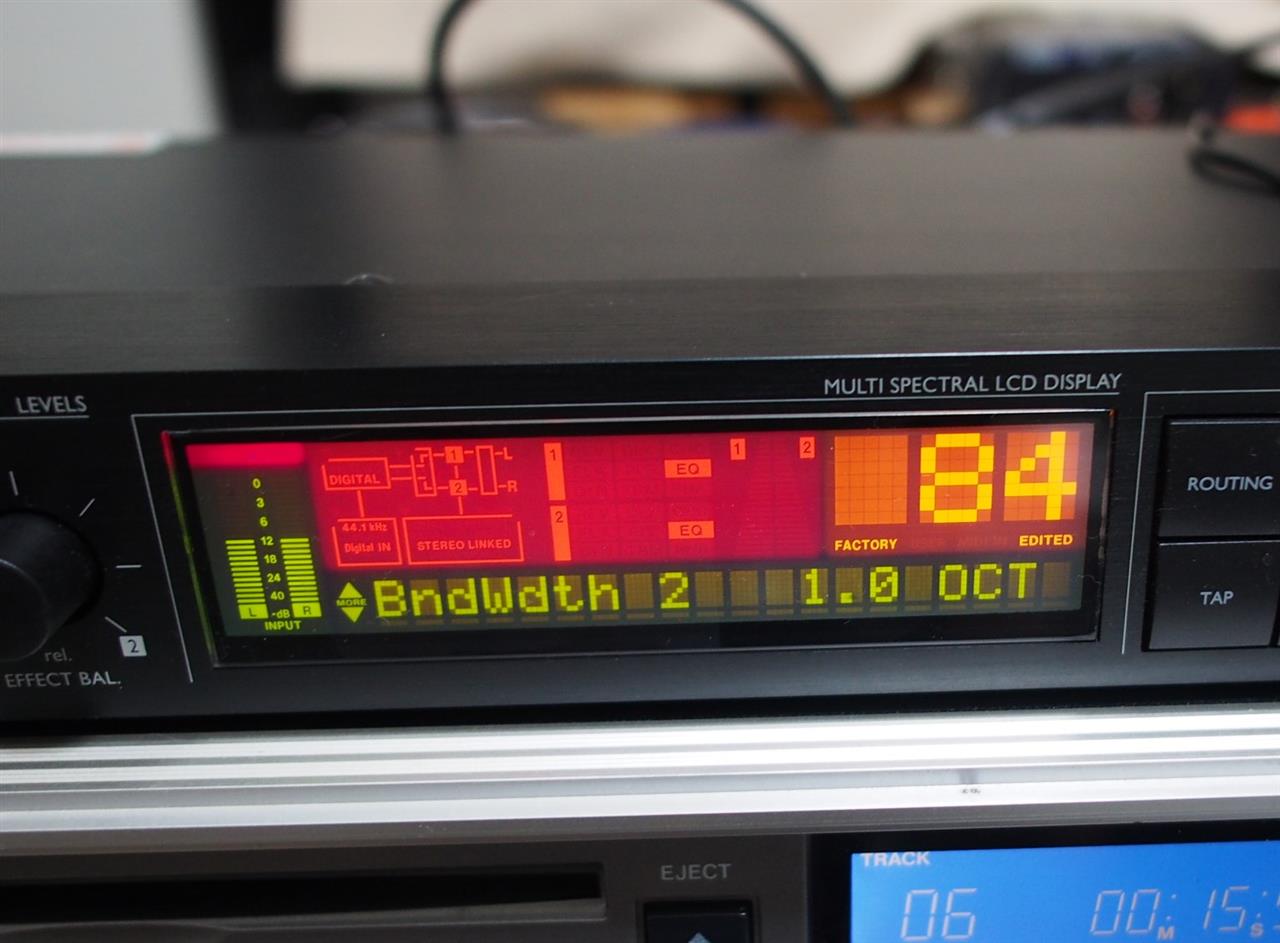 LEVELS
MULTI SPECTRAL LCD DISPLAY
0
3
6
12
18
24
40
-dB
L R
INPUT
DIGITAL
1
2
L
R
44.1 kHz
Digital IN
STEREO LINKED
1
EQ
1
2
2
EQ
84
FACTORY
EDITED
MORE
BndWdth 2 1.0 OCT
ROUTING
TAP
2
rel.
EFFECT BAL.
EJECT
TRACK
06 00M:15S